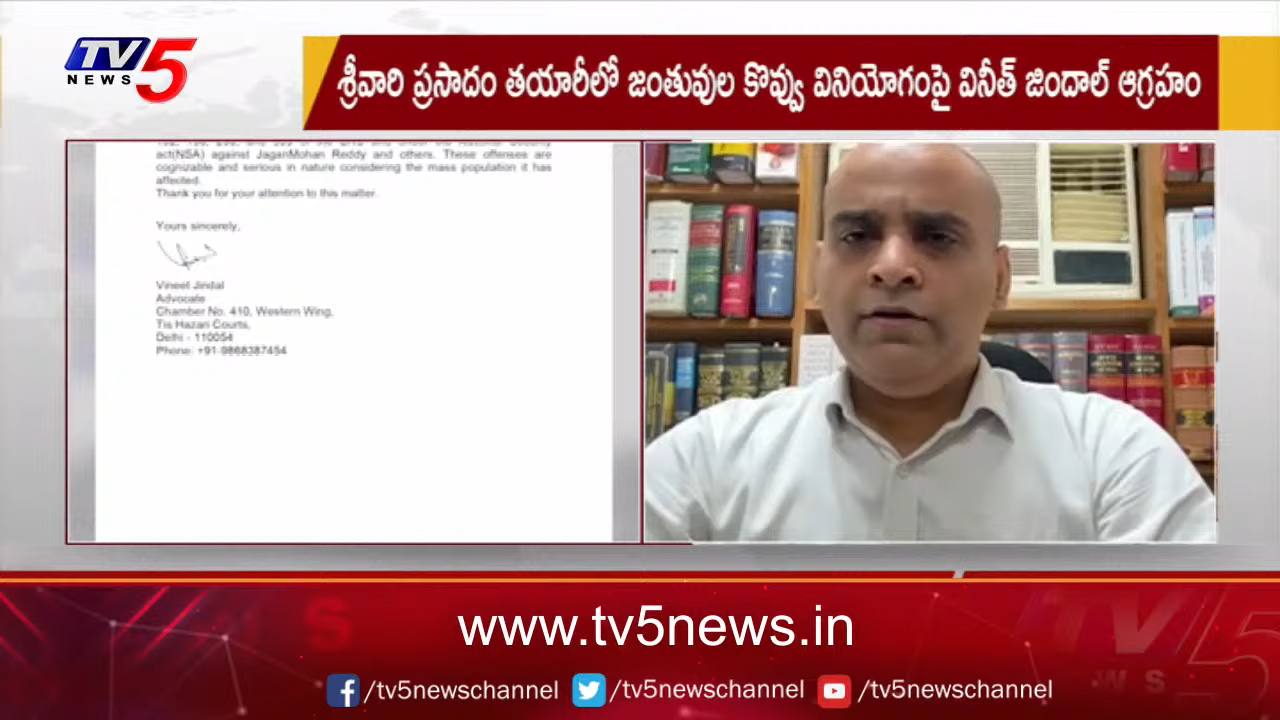 TV5
NEWS
శ్రీవారి ప్రసాదం తయారీలో జంతువుల కొవ్వు వినియోగంపై వినీత్ జిందాల్ ఆగ్రహం
act(NSA) against JaganMohan Reddy and others. These offenses are
cognizable and serious in nature considering the mass population it has
affected.
Thank you for your attention to this matter.
Yours sincerely,
Vineet Jindal
Advocate
Chamber No. 410, Western Wing,
Tis Hazari Courts,
Delhi - 110054
Phone: +91-9868387454
www.tv5news.in
/tv5newschannel /tv5newschannel /tv5newschannel